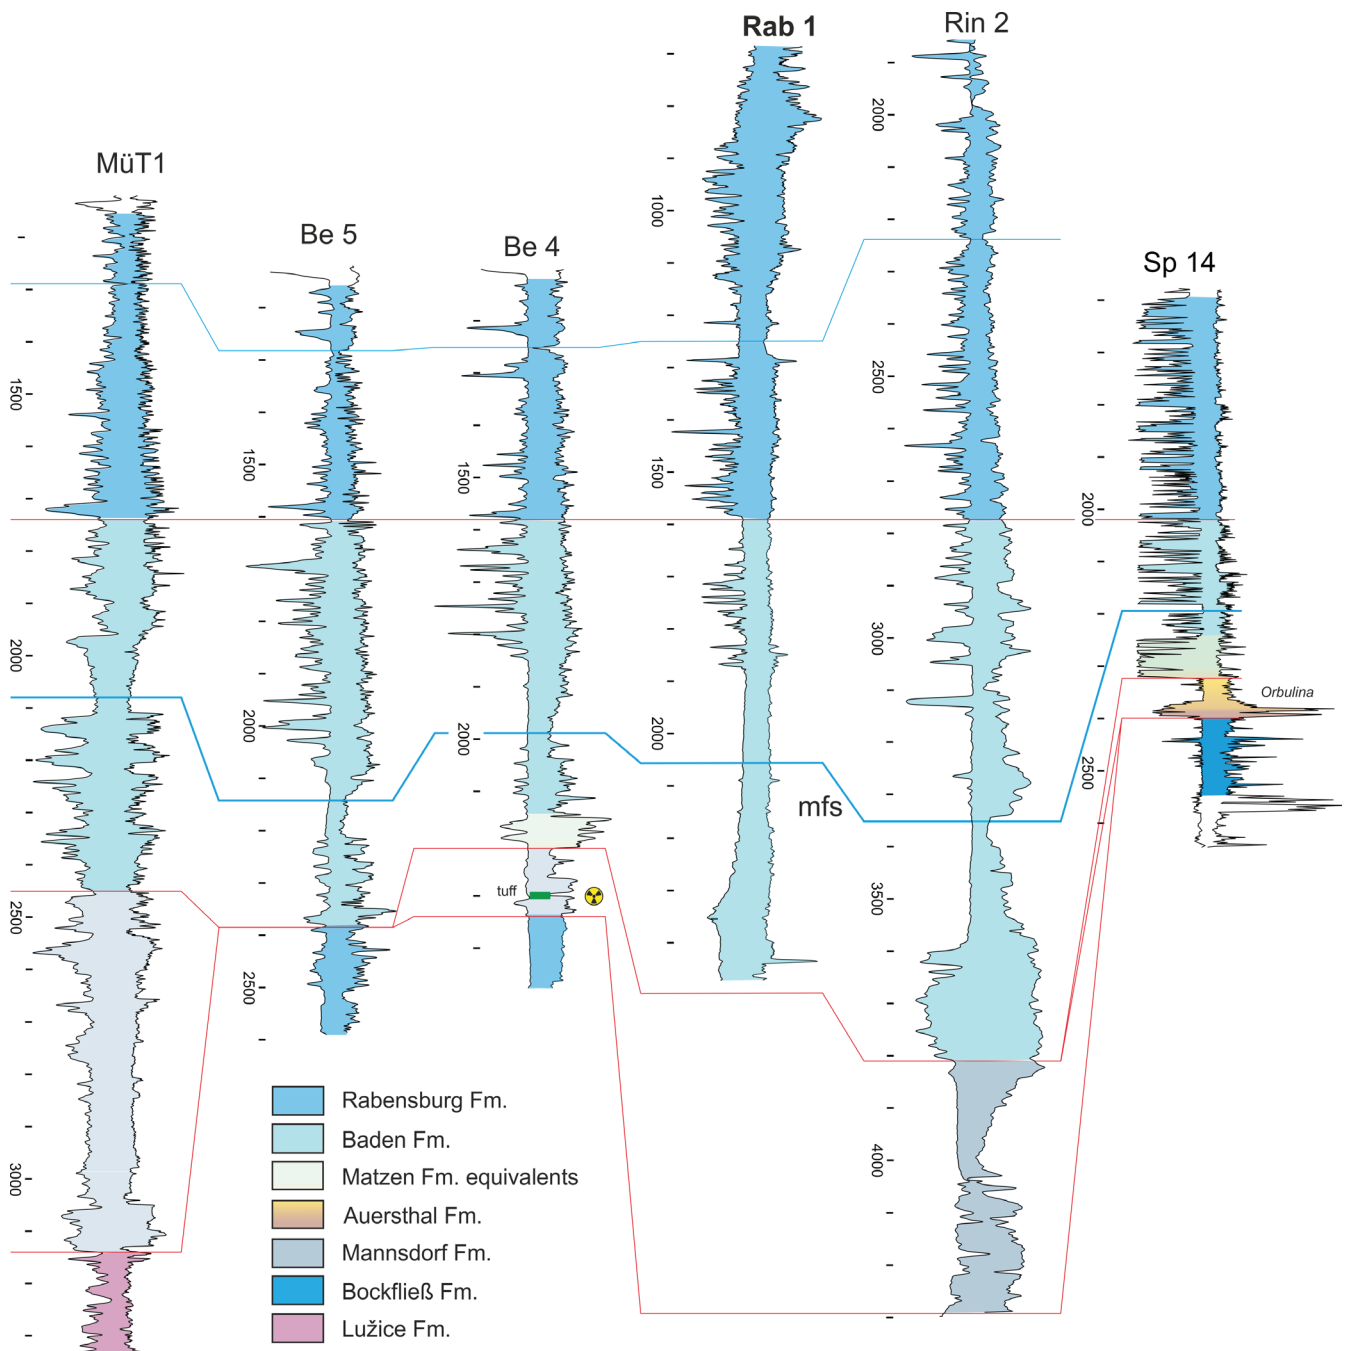 Rab 1
Rin 2
MüT1
Be 5
Be 4
Sp 14
1500
2000
2500
3000
1500
2000
2500
1500
2000
1000
1500
2000
2000
2500
3000
3500
4000
2000
2500
Orbulina
mfs
tuff
Rabensburg Fm.
Baden Fm.
Matzen Fm. equivalents
Auersthal Fm.
Mannsdorf Fm.
Bockfließ Fm.
Lužice Fm.